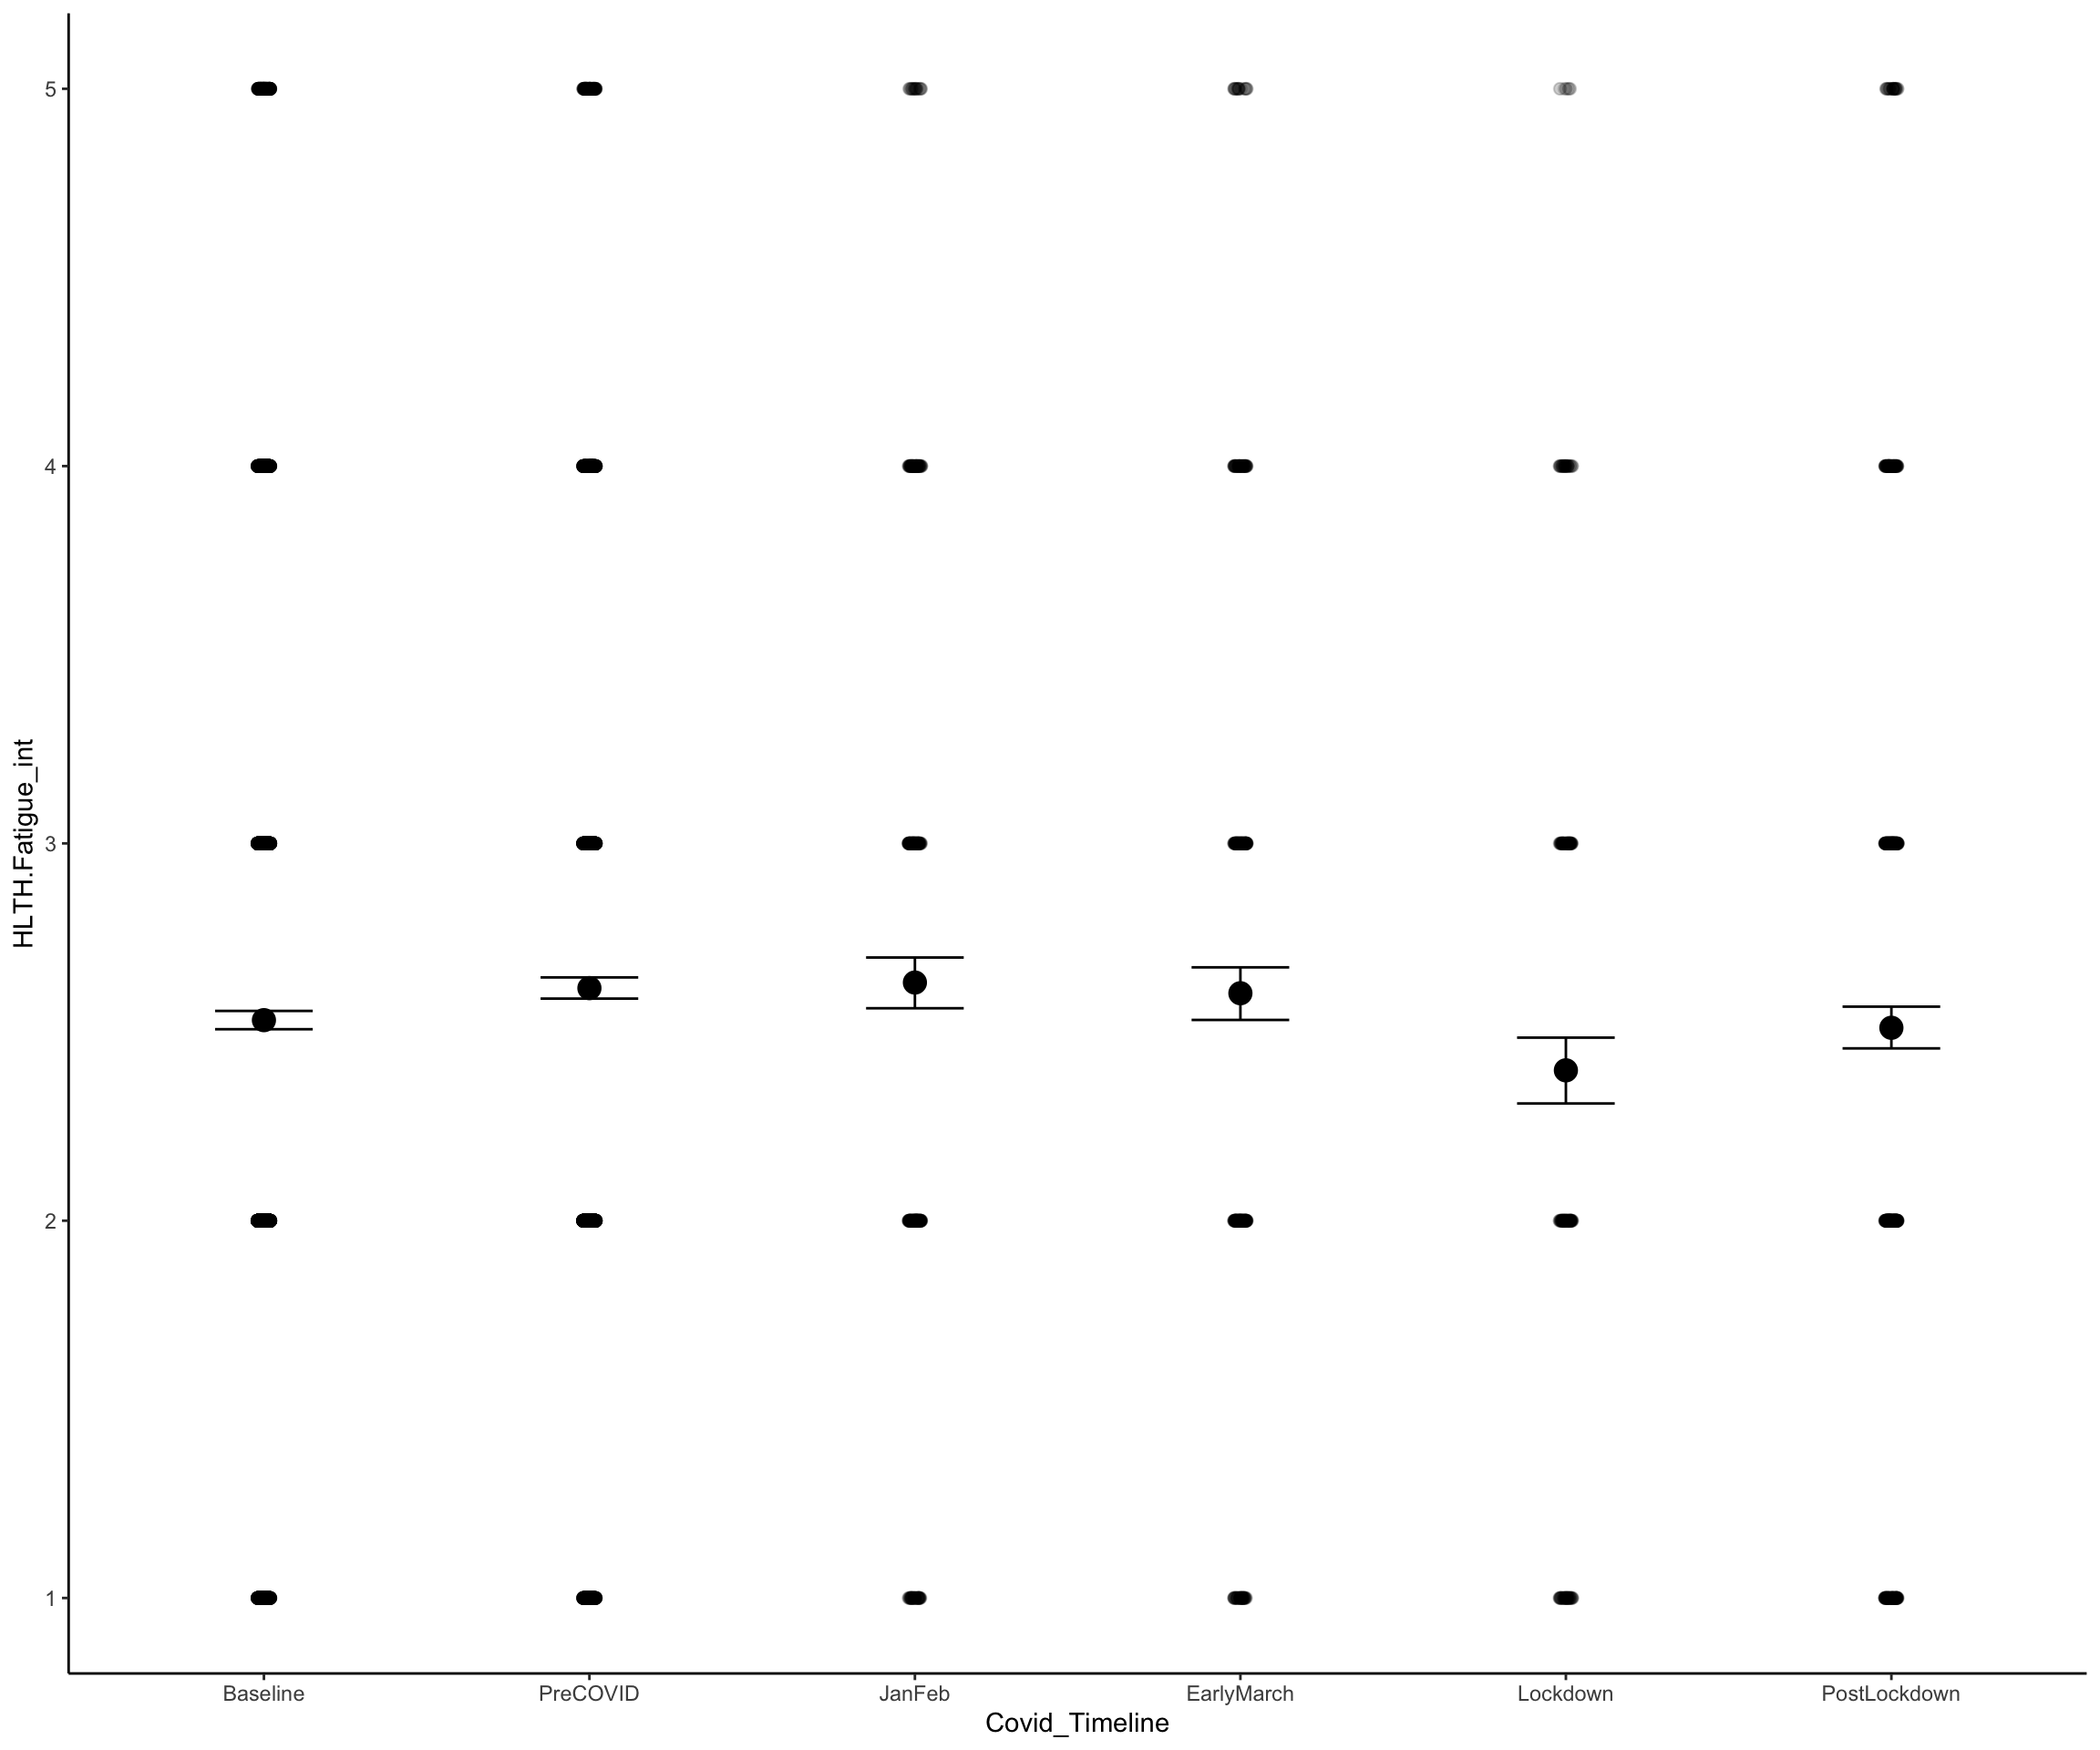 5
4
3
2
1
HLTH.Fatigue_int
Baseline PreCOVID JanFeb EarlyMarch Lockdown PostLockdown
Covid_Timeline